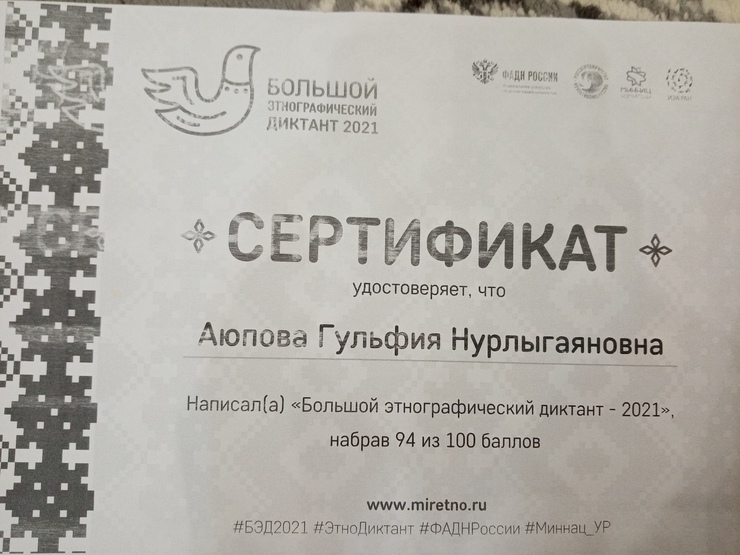 БОЛЬШОЙ
ЭТНОГРАФИЧЕСКИЙ
ДИКТАНТ 2021
ФАДН РОССИИ
СЕРТИФИКАТ
удостоверяет, что
Аюпова Гульфия Нурлыгаяновна
Написал(а) «Большой этнографический диктант - 2021»,
набрав 94 из 100 баллов
www.miretno.ru
#БЭД2021 #ЭтноДиктант #ФАДНРоссии #Миннац_УР